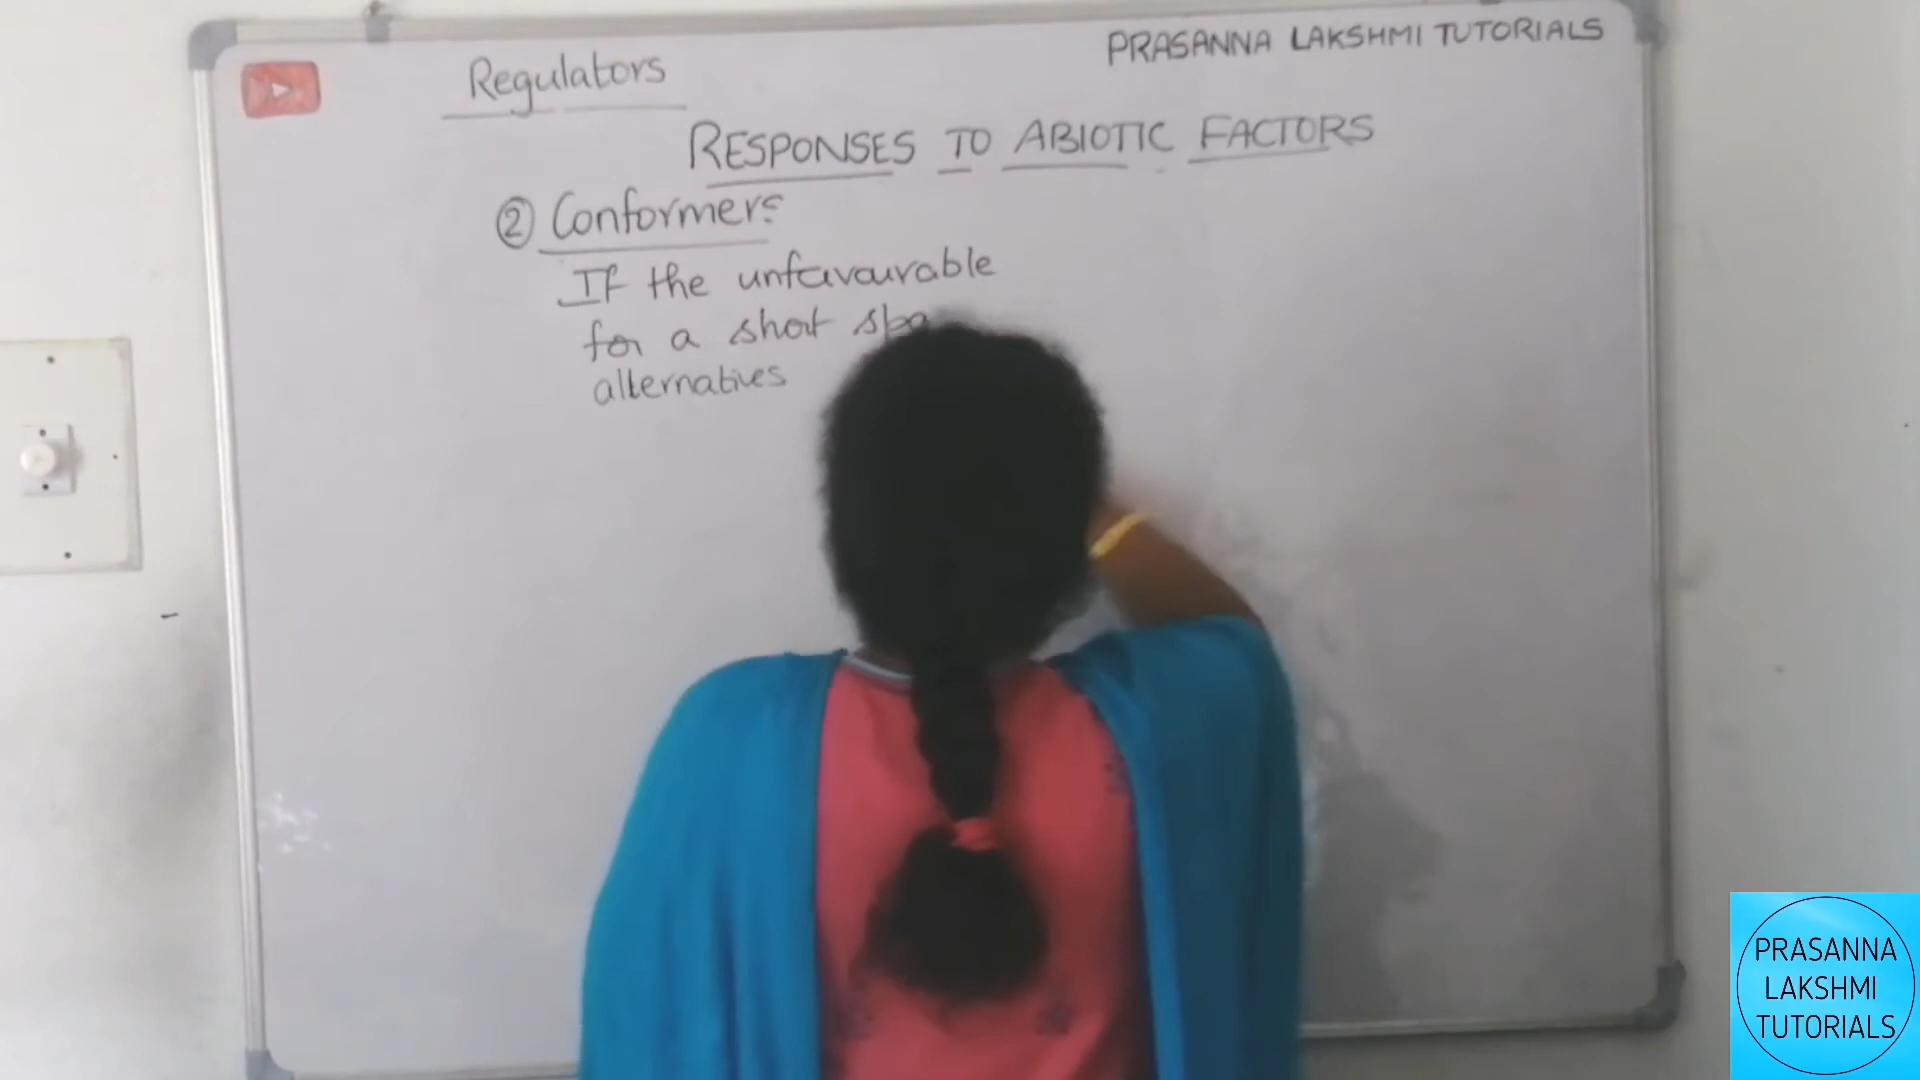 PRASANNA LAKSHMI TUTORIALS
Regulators
RESPONSES TO ABIOTIC FACTORS
② Conformers
If the unfavourable
for a short
alternatives
PRASANNA
LAKSHMI
TUTORIALS